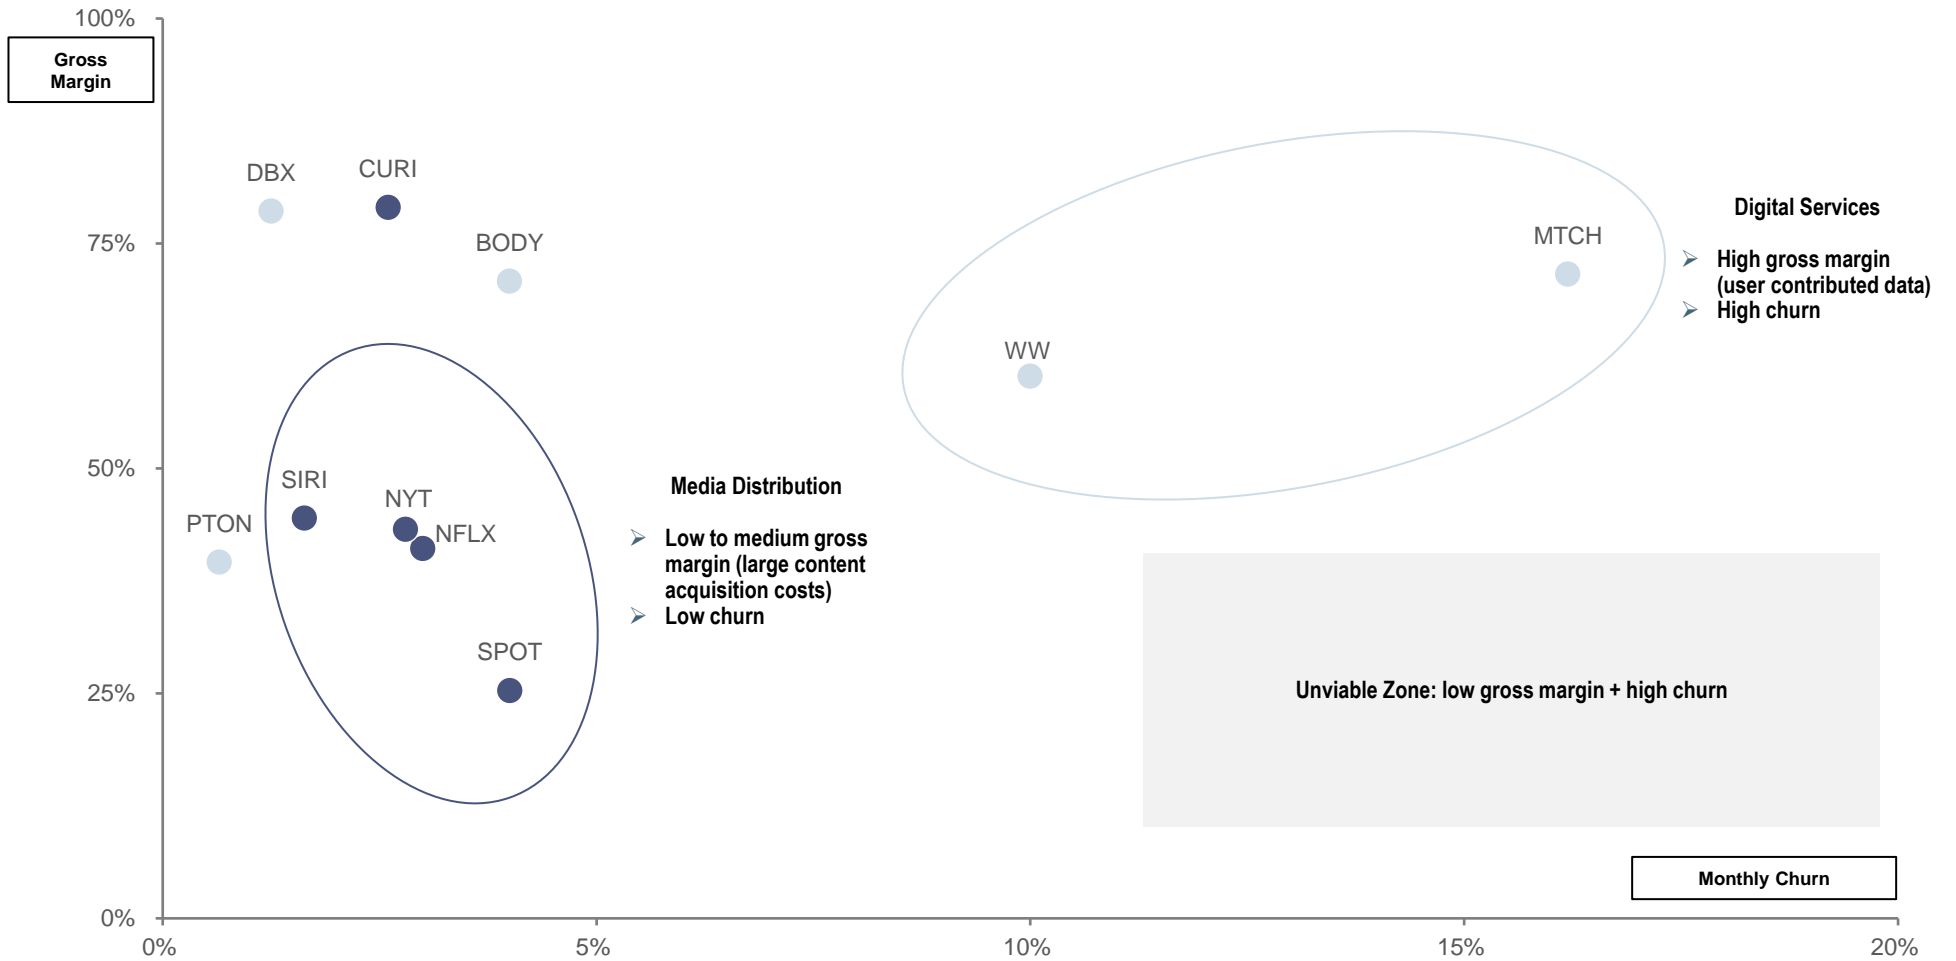 100%
Gross
Margin
DBX
CURI
BODY
75%
MTCH
Digital Services
➢ High gross margin
(user contributed data)
➢ High churn
WW
50%
SIRI
NYT
NFLX
PTON
Media Distribution
➢ Low to medium gross
margin (large content
acquisition costs)
➢ Low churn
SPOT
25%
Unviable Zone: low gross margin + high churn
Monthly Churn
0%
0%
5%
10%
15%
20%